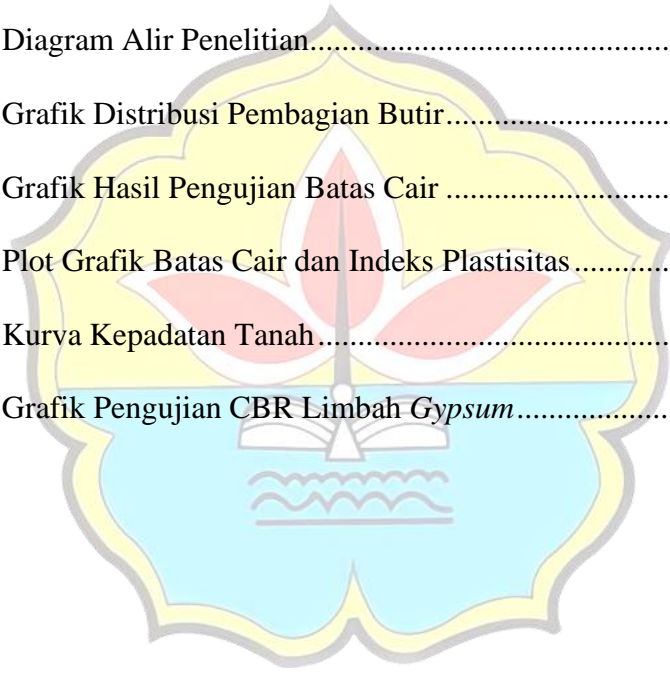 Diagram Alir Penelitian........................................
Grafik Distribusi Pembagian Butir.........................
Grafik Hasil Pengujian Batas Cair .........................
Plot Grafik Batas Cair dan Indeks Plastisitas............
Kurva Kepadatan Tanah.......................................
Grafik Pengujian CBR Limbah Gypsum...................